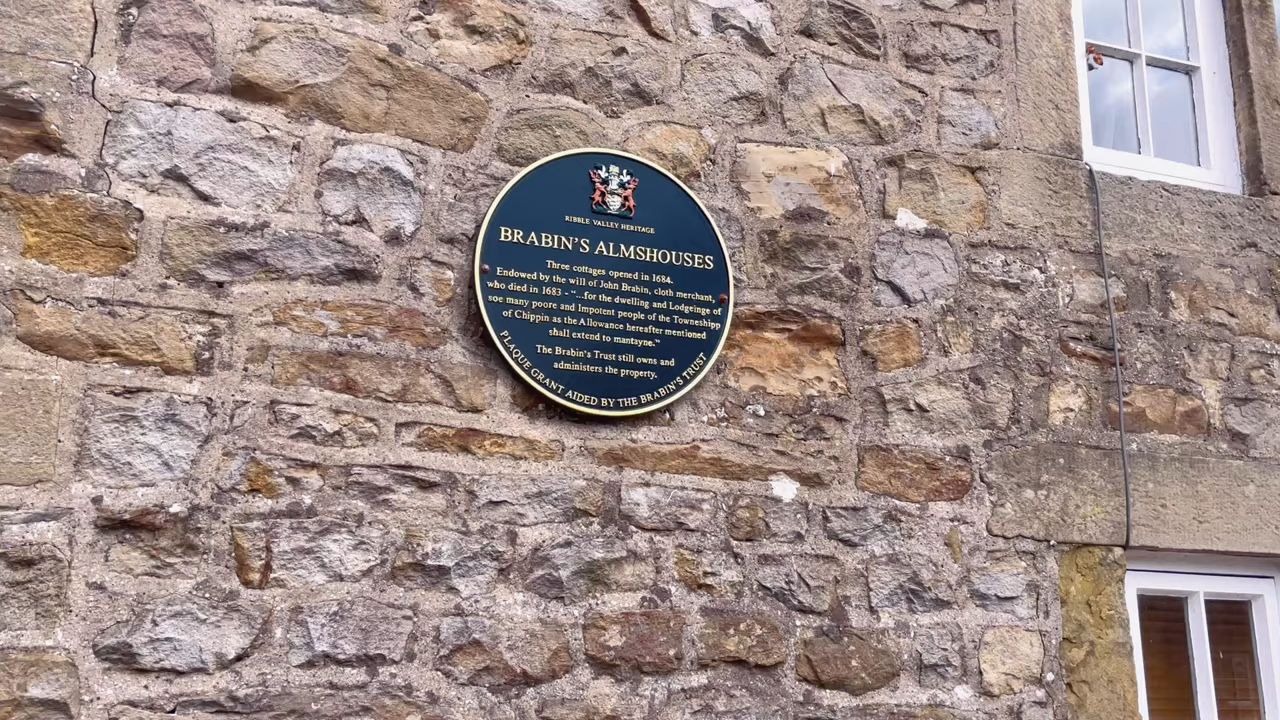 RIBBLE VALLEY HERITAGE
BRABIN'S ALMSHOUSES
Three cottages opened in 1684.
Endowed by the will of John Brabin, cloth merchant,
who died in 1683 - "...for the dwelling and Lodgeinge of
soe many poore and Impotent people of the Towneshipp
of Chippin as the Allowance hereafter mentioned
shall extend to mantayne."
The Brabin's Trust still owns and
administers the property.
PLAQUE GRANT AIDED BY THE BRABIN'S TRUST